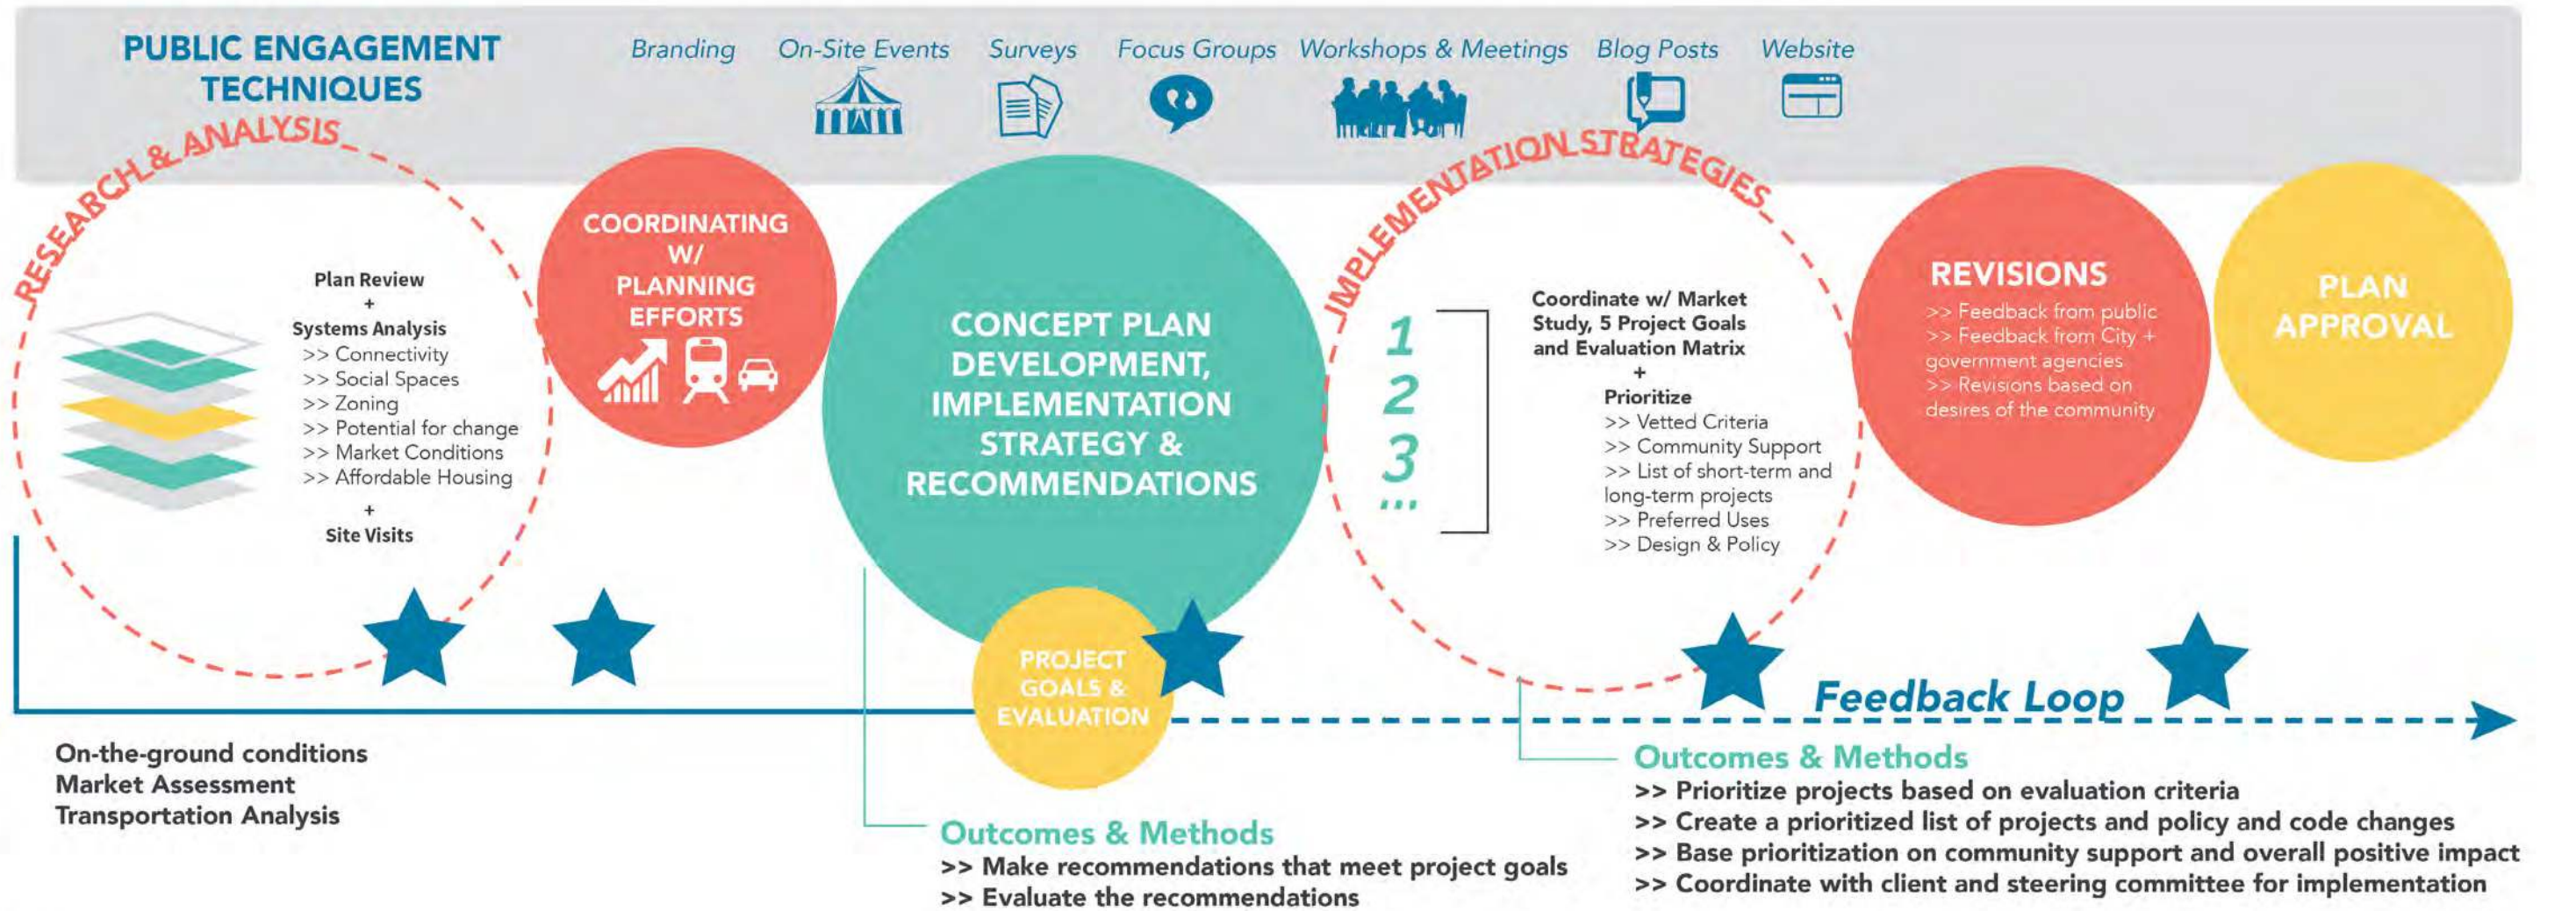 PUBLIC ENGAGEMENT
TECHNIQUES
Branding
On-Site Events
Surveys
Focus Groups
Workshops & Meetings
Blog Posts
Website
RESEARCH & ANALYSIS
Plan Review
+
Systems Analysis
>> Connectivity
>> Social Spaces
>> Zoning
>> Potential for change
>> Market Conditions
>> Affordable Housing
+
Site Visits
COORDINATING
W/
PLANNING
EFFORTS
CONCEPT PLAN
DEVELOPMENT,
IMPLEMENTATION
STRATEGY &
RECOMMENDATIONS
PROJECT
GOALS &
EVALUATION
IMPLEMENTATION STRATEGIES
1
2
3
...
Coordinate w/ Market
Study, 5 Project Goals
and Evaluation Matrix
+
Prioritize
>> Vetted Criteria
>> Community Support
>> List of short-term and
long-term projects
>> Preferred Uses
>> Design & Policy
REVISIONS
>> Feedback from public
>> Feedback from City +
government agencies
>> Revisions based on
desires of the community
PLAN
APPROVAL
Feedback Loop
On-the-ground conditions
Market Assessment
Transportation Analysis
Outcomes & Methods
>> Make recommendations that meet project goals
>> Evaluate the recommendations
Outcomes & Methods
>> Prioritize projects based on evaluation criteria
>> Create a prioritized list of projects and policy and code changes
>> Base prioritization on community support and overall positive impact
>> Coordinate with client and steering committee for implementation